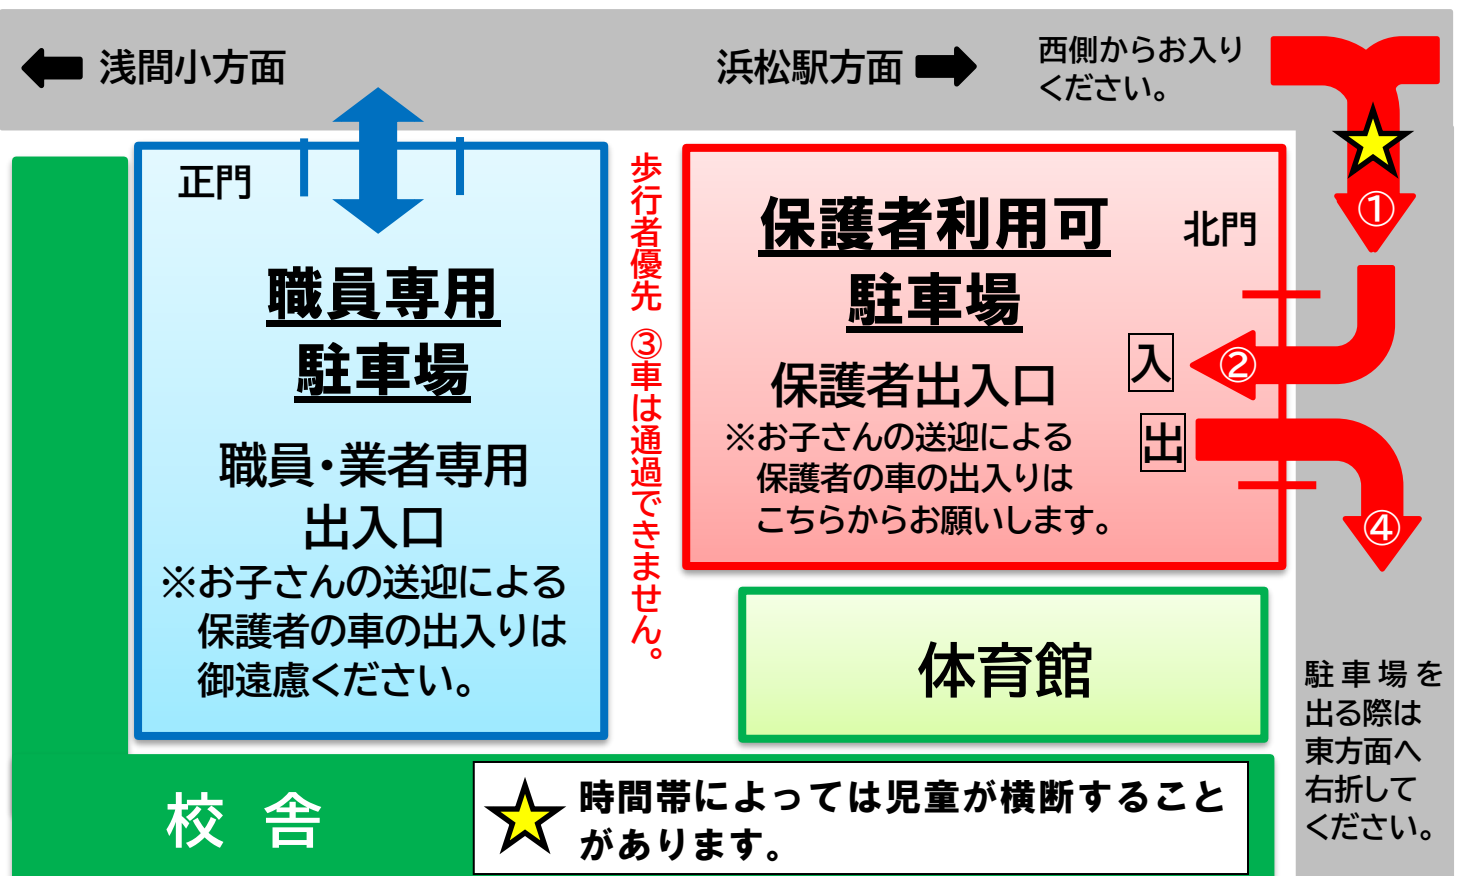 浅間小方面
浜松駅方面
西側からお入り
ください。
正門
職員専用
駐車場
職員・業者専用
出入口
※お子さんの送迎による
保護者の車の出入りは
御遠慮ください。
歩行者優先 ③車は通過できません。
保護者利用可
駐車場
北門
保護者出入口
※お子さんの送迎による
保護者の車の出入りは
こちらからお願いします。
入
出
①
②
④
体育館
駐車場を
出る際は
東方面へ
右折して
ください。
校舎
時間帯によっては児童が横断すること
があります。